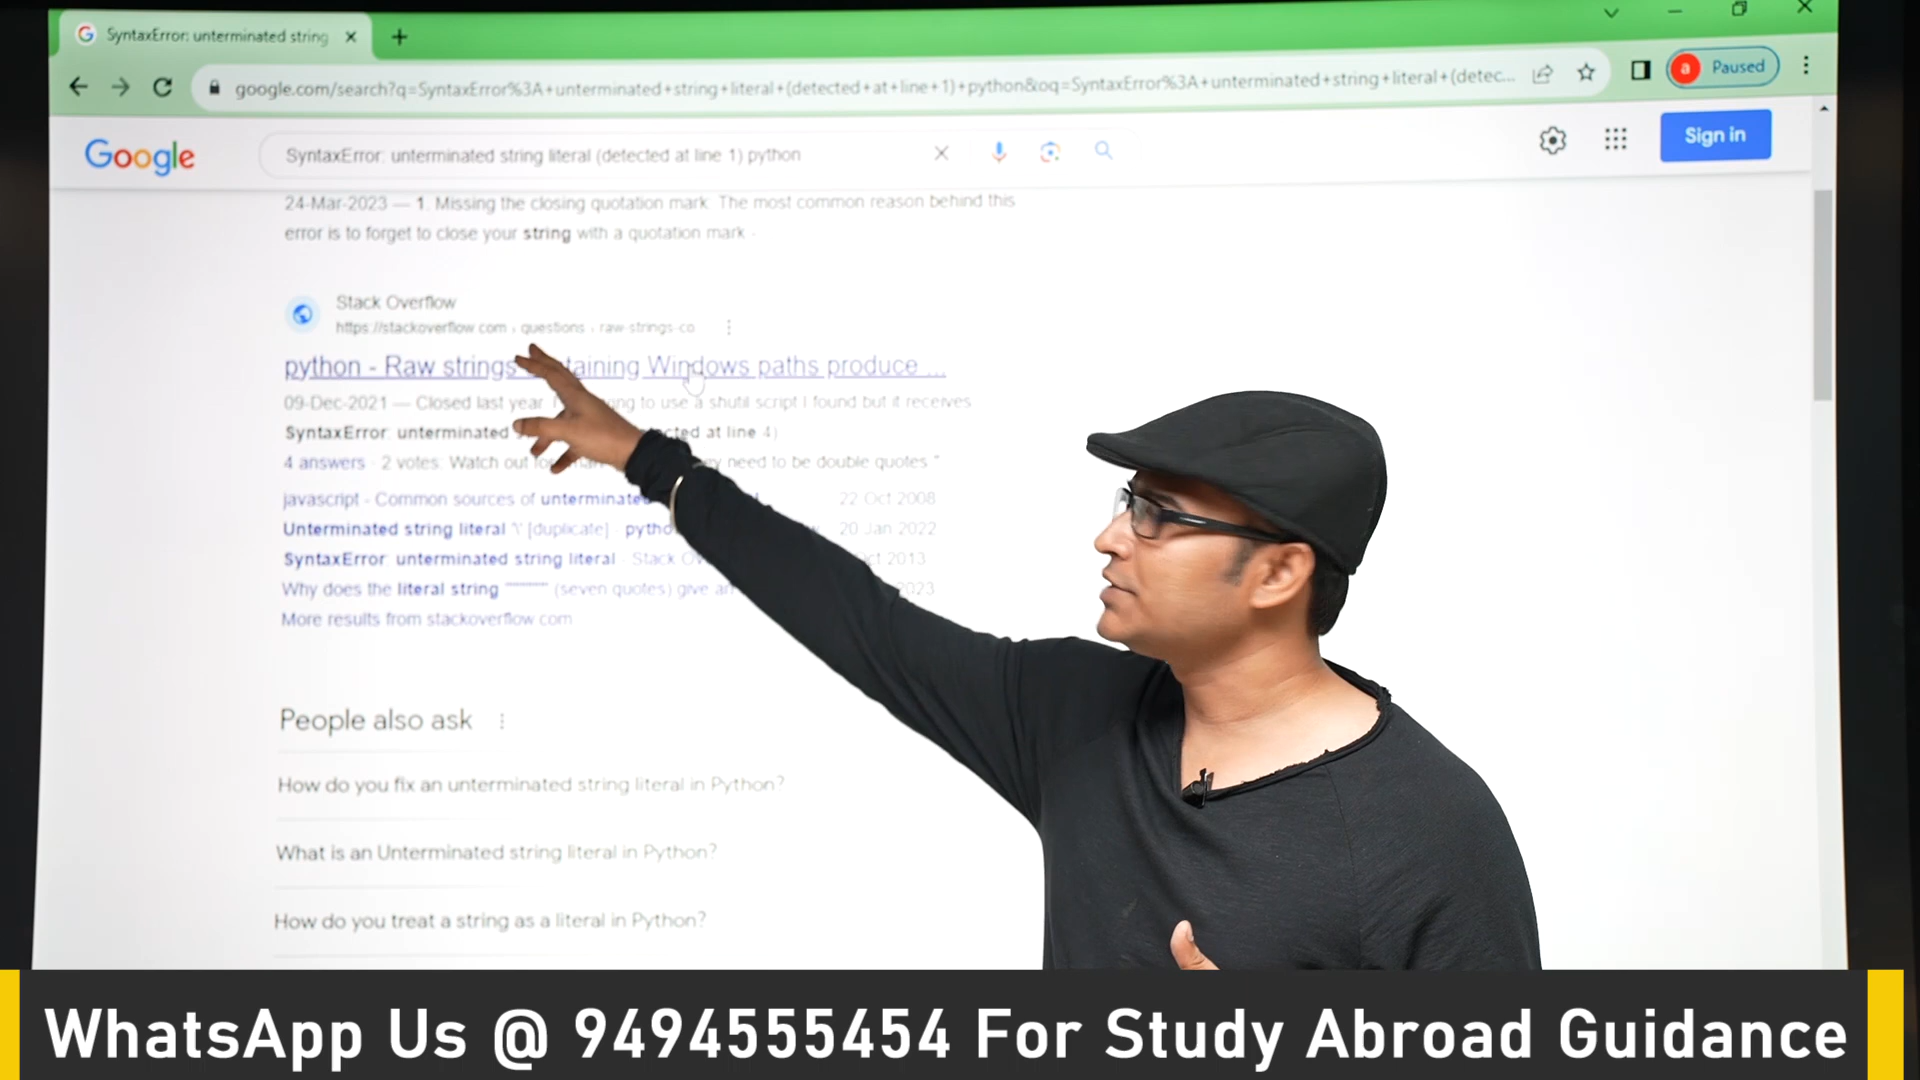 SyntaxError: unterminated string
a Paused
google.com/search?q=SyntaxError%3A+unterminated+string+literal+(detected+at+line+1)+python&oq=SyntaxError%3A+unterminated+string+literal+(detec...
Google
SyntaxError: unterminated string literal (detected at line 1) python
Sign in
24-Mar-2023 — 1. Missing the closing quotation mark. The most common reason behind this
error is to forget to close your string with a quotation mark
Stack Overflow
https://stackoverflow.com › questions › raw-strings-co
python - Raw strings taining Windows paths produce ...
09-Dec-2021 — Closed last year. to use a shutil script I found but it receives
SyntaxError: unterminated at line 4)
4 answers · 2 votes: Watch out need to be double quotes "
javascript - Common sources of unterminated 22 Oct 2008
Unterminated string literal '\' [duplicate] - pytho 20 Jan 2022
SyntaxError: unterminated string literal - Stack 2013
Why does the literal string """"""" (seven quotes) give an 2023
More results from stackoverflow.com
People also ask
How do you fix an unterminated string literal in Python?
What is an Unterminated string literal in Python?
How do you treat a string as a literal in Python?
WhatsApp Us @ 9494555454 For Study Abroad Guidance